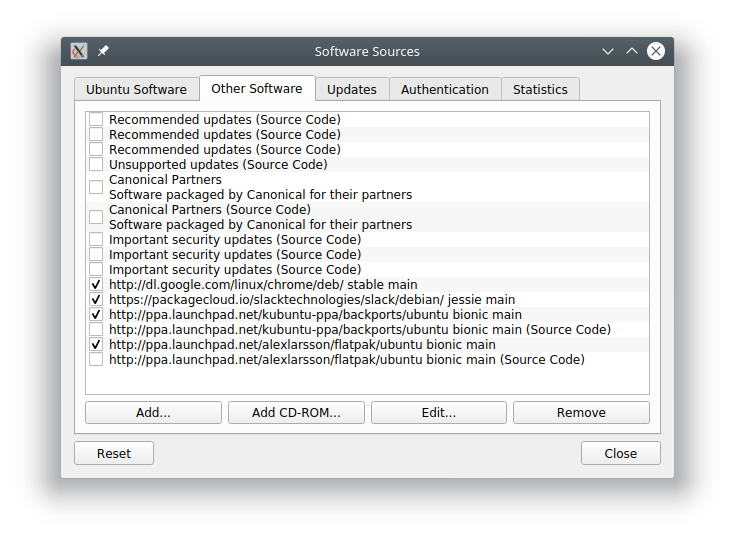 Software Sources
Ubuntu Software
Other Software
Updates
Authentication
Statistics
Recommended updates (Source Code)
Recommended updates (Source Code)
Recommended updates (Source Code)
Unsupported updates (Source Code)
Canonical Partners
Software packaged by Canonical for their partners
Canonical Partners (Source Code)
Software packaged by Canonical for their partners
Important security updates (Source Code)
Important security updates (Source Code)
Important security updates (Source Code)
http://dl.google.com/linux/chrome/deb/ stable main
https://packagecloud.io/slacktechnologies/slack/debian/ jessie main
http://ppa.launchpad.net/kubuntu-ppa/backports/ubuntu bionic main
http://ppa.launchpad.net/kubuntu-ppa/backports/ubuntu bionic main (Source Code)
http://ppa.launchpad.net/alexlarsson/flatpak/ubuntu bionic main
http://ppa.launchpad.net/alexlarsson/flatpak/ubuntu bionic main (Source Code)
Add...
Add CD-ROM...
Edit...
Remove
Reset
Close